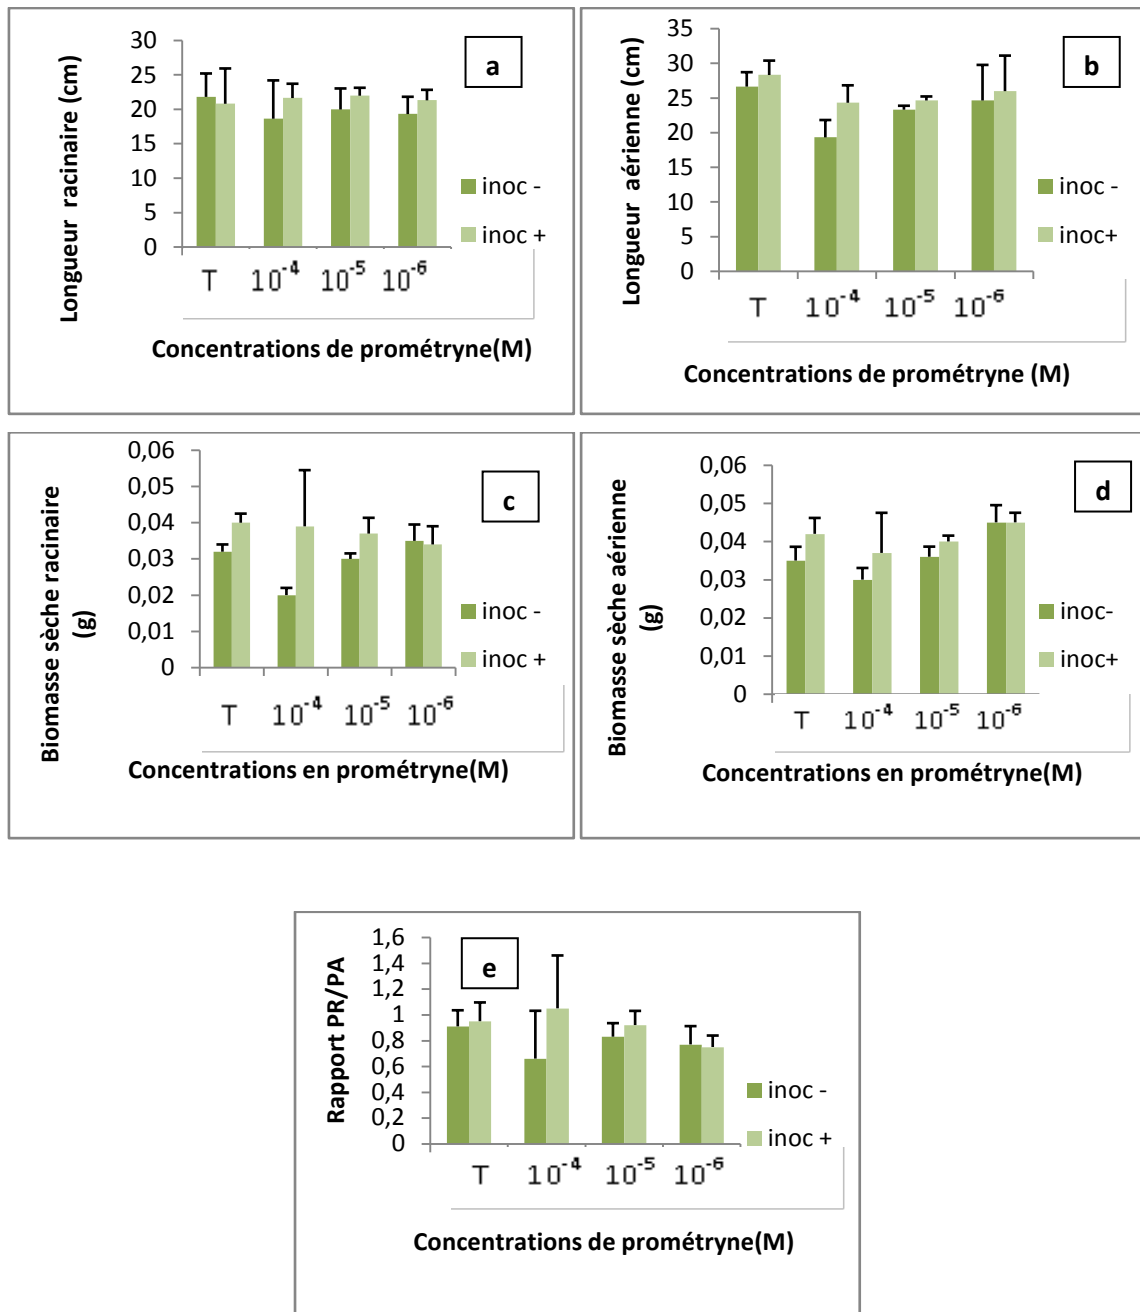 a
Longueur racinaire (cm)
30
25
20
15
10
5
0
T 10⁻⁴ 10⁻⁵ 10⁻⁶
inoc -
inoc +
Concentrations de prométryne(M)
b
Longueur aérienne (cm)
35
30
25
20
15
10
5
0
T 10⁻⁴ 10⁻⁵ 10⁻⁶
inoc -
inoc+
Concentrations de prométryne (M)
c
Biomasse sèche racinaire
(g)
0,06
0,05
0,04
0,03
0,02
0,01
0
T 10⁻⁴ 10⁻⁵ 10⁻⁶
inoc -
inoc +
Concentrations en prométryne(M)
d
Biomasse sèche aérienne
(g)
0,06
0,05
0,04
0,03
0,02
0,01
0
T 10⁻⁴ 10⁻⁵ 10⁻⁶
inoc-
inoc+
Concentrations en prométryne(M)
e
Rapport PR/PA
1,6
1,4
1,2
1
0,8
0,6
0,4
0,2
0
T 10⁻⁴ 10⁻⁵ 10⁻⁶
inoc -
inoc +
Concentrations de prométryne(M)